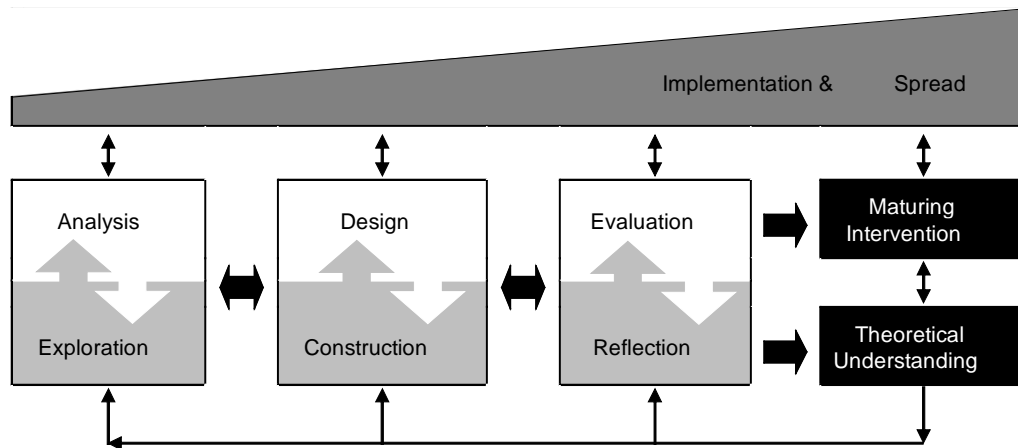 Implementation & Spread
Analysis
Exploration
Design
Construction
Evaluation
Reflection
Maturing
Intervention
Theoretical
Understanding